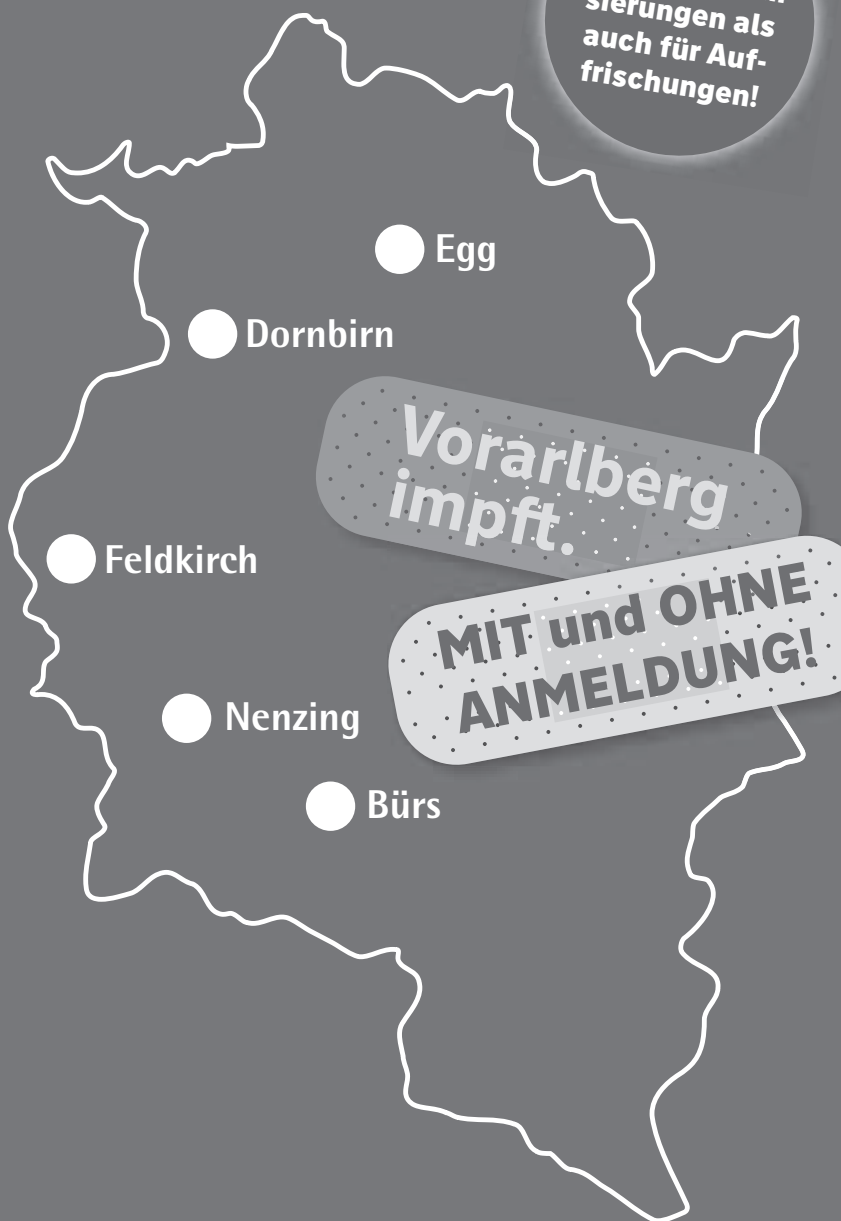 sierungen als
auch für Auf-
frischungen!
Egg
Dornbirn
Vorarlberg
impft.
MIT und OHNE
ANMELDUNG!
Feldkirch
Nenzing
Bürs